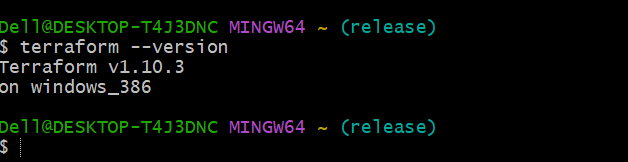 Dell@DESKTOP-T4J3DNC MINGW64 ~ (release)
$ terraform --version
Terraform v1.10.3
on windows_386
Dell@DESKTOP-T4J3DNC MINGW64 ~ (release)
$